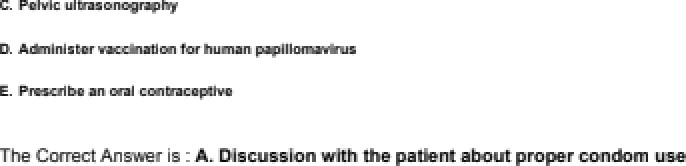 C. Pelvic ultrasonography
D. Administer vaccination for human papillomavirus
E. Prescribe an oral contraceptive
The Correct Answer is : A. Discussion with the patient about proper condom use